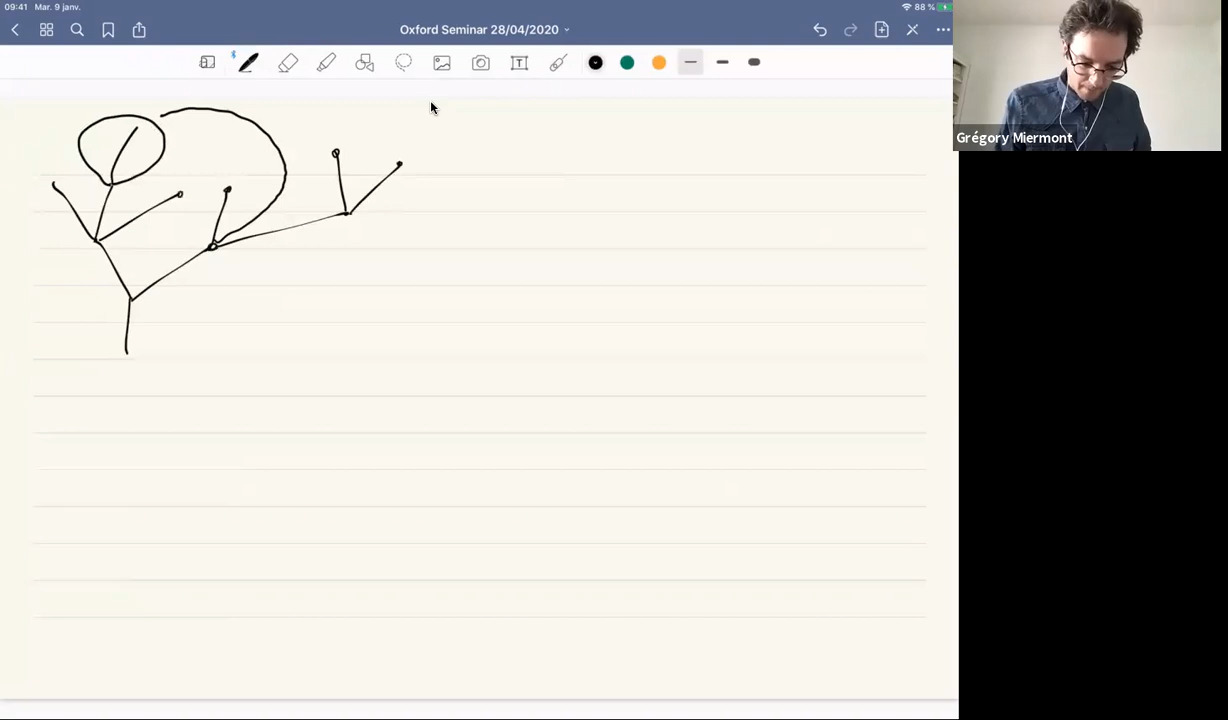 09:41 Mar. 9 janv.
88 %
Oxford Seminar 28/04/2020
T
Grégory Miermont